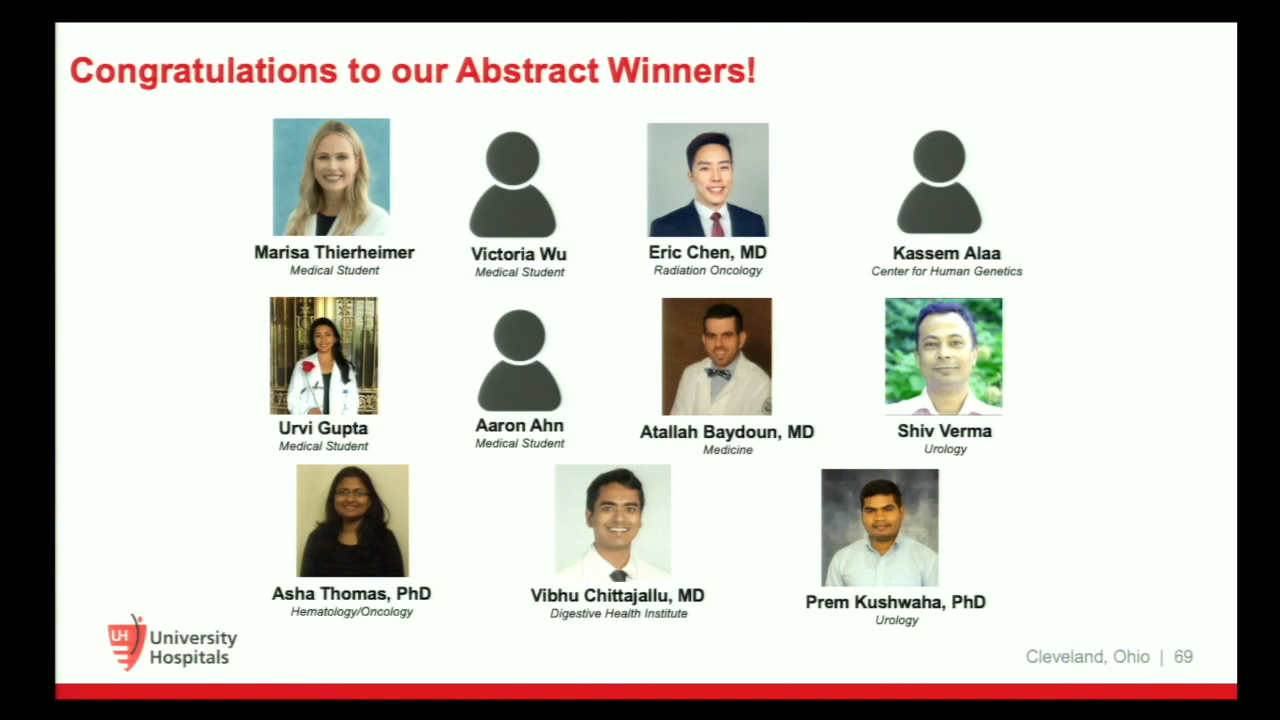 Congratulations to our Abstract Winners!
Marisa Thierheimer
Medical Student
Victoria Wu
Medical Student
Eric Chen, MD
Radiation Oncology
Kassem Alaa
Center for Human Genetics
Urvi Gupta
Medical Student
Aaron Ahn
Medical Student
Atallah Baydoun, MD
Medicine
Shiv Verma
Urology
Asha Thomas, PhD
Hematology/Oncology
Vibhu Chittajallu, MD
Digestive Health Institute
Prem Kushwaha, PhD
Urology
UH
University
Hospitals
Cleveland, Ohio | 69